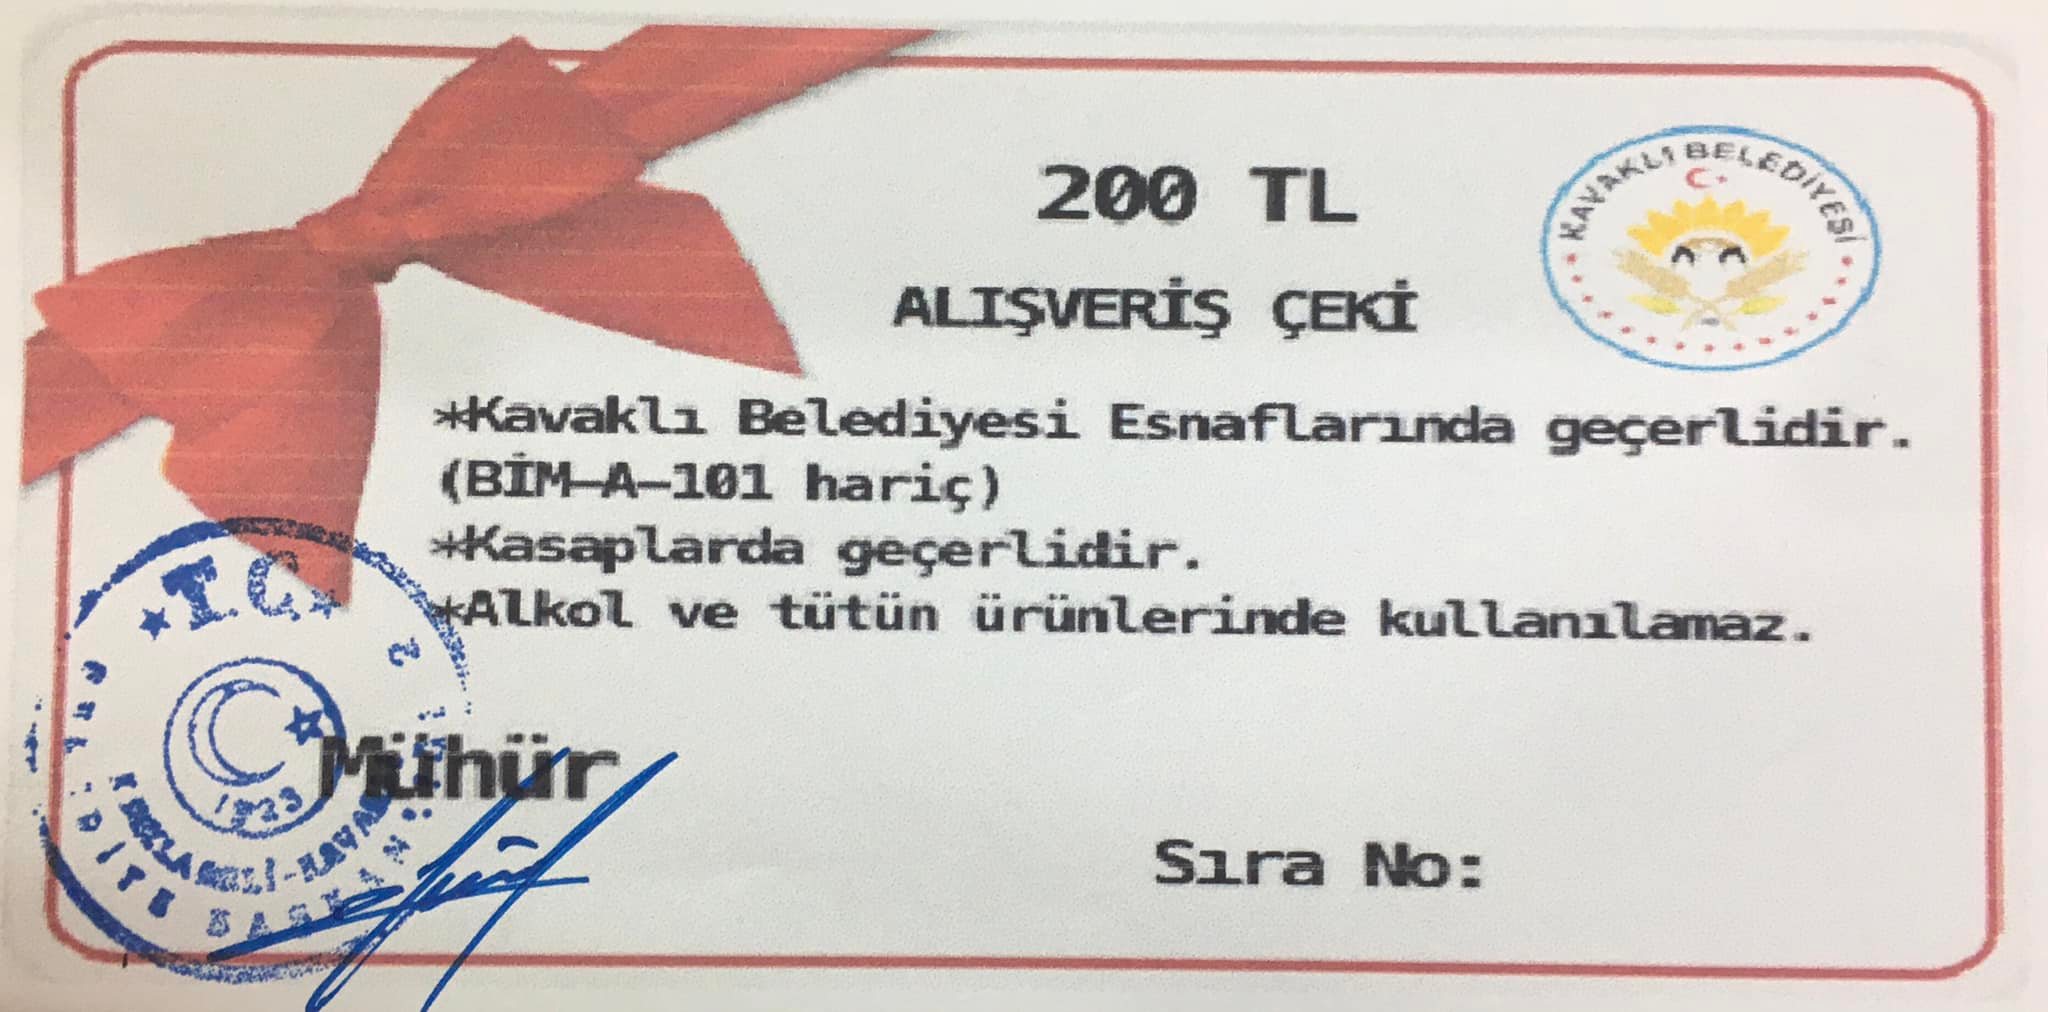 200 TL
KAVAKLI BELEDİYESİ
ALIŞVERİŞ ÇEKİ
*Kavaklı Belediyesi Esnaflarında geçerlidir.
(BİM-A-101 hariç)
*Kasaplarda geçerlidir.
*Alkol ve tütün ürünlerinde kullanılamaz.
T.C.
1923
Mühür
Sıra No: